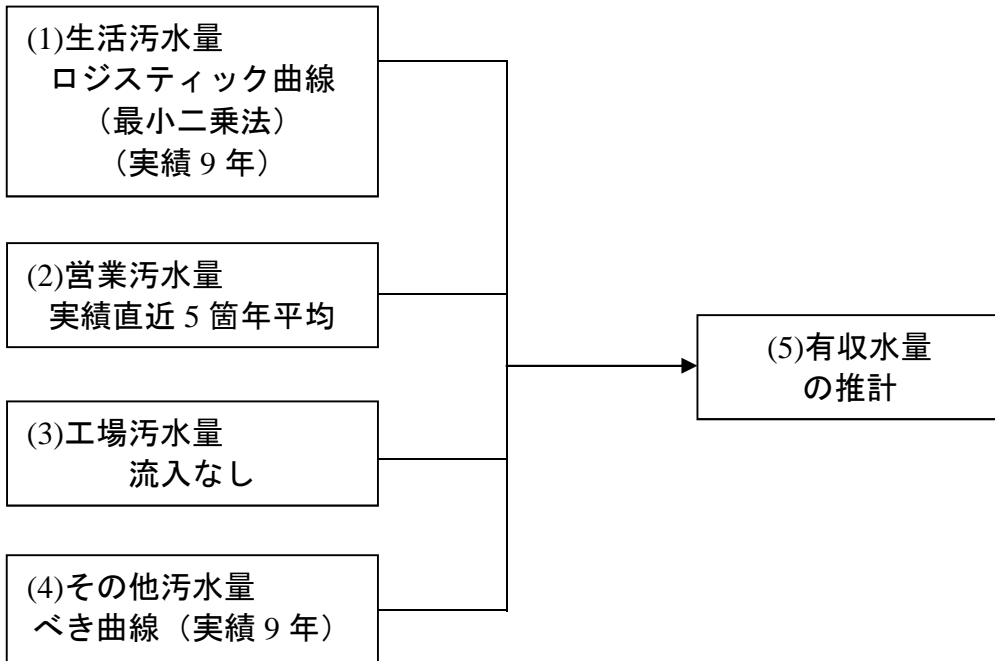 (1)生活汚水量
ロジスティック曲線
（最小二乗法）
（実績 9 年）
(2)営業汚水量
実績直近 5 箇年平均
(3)工場汚水量
流入なし
(4)その他汚水量
べき曲線（実績 9 年）
(5)有収水量
の推計